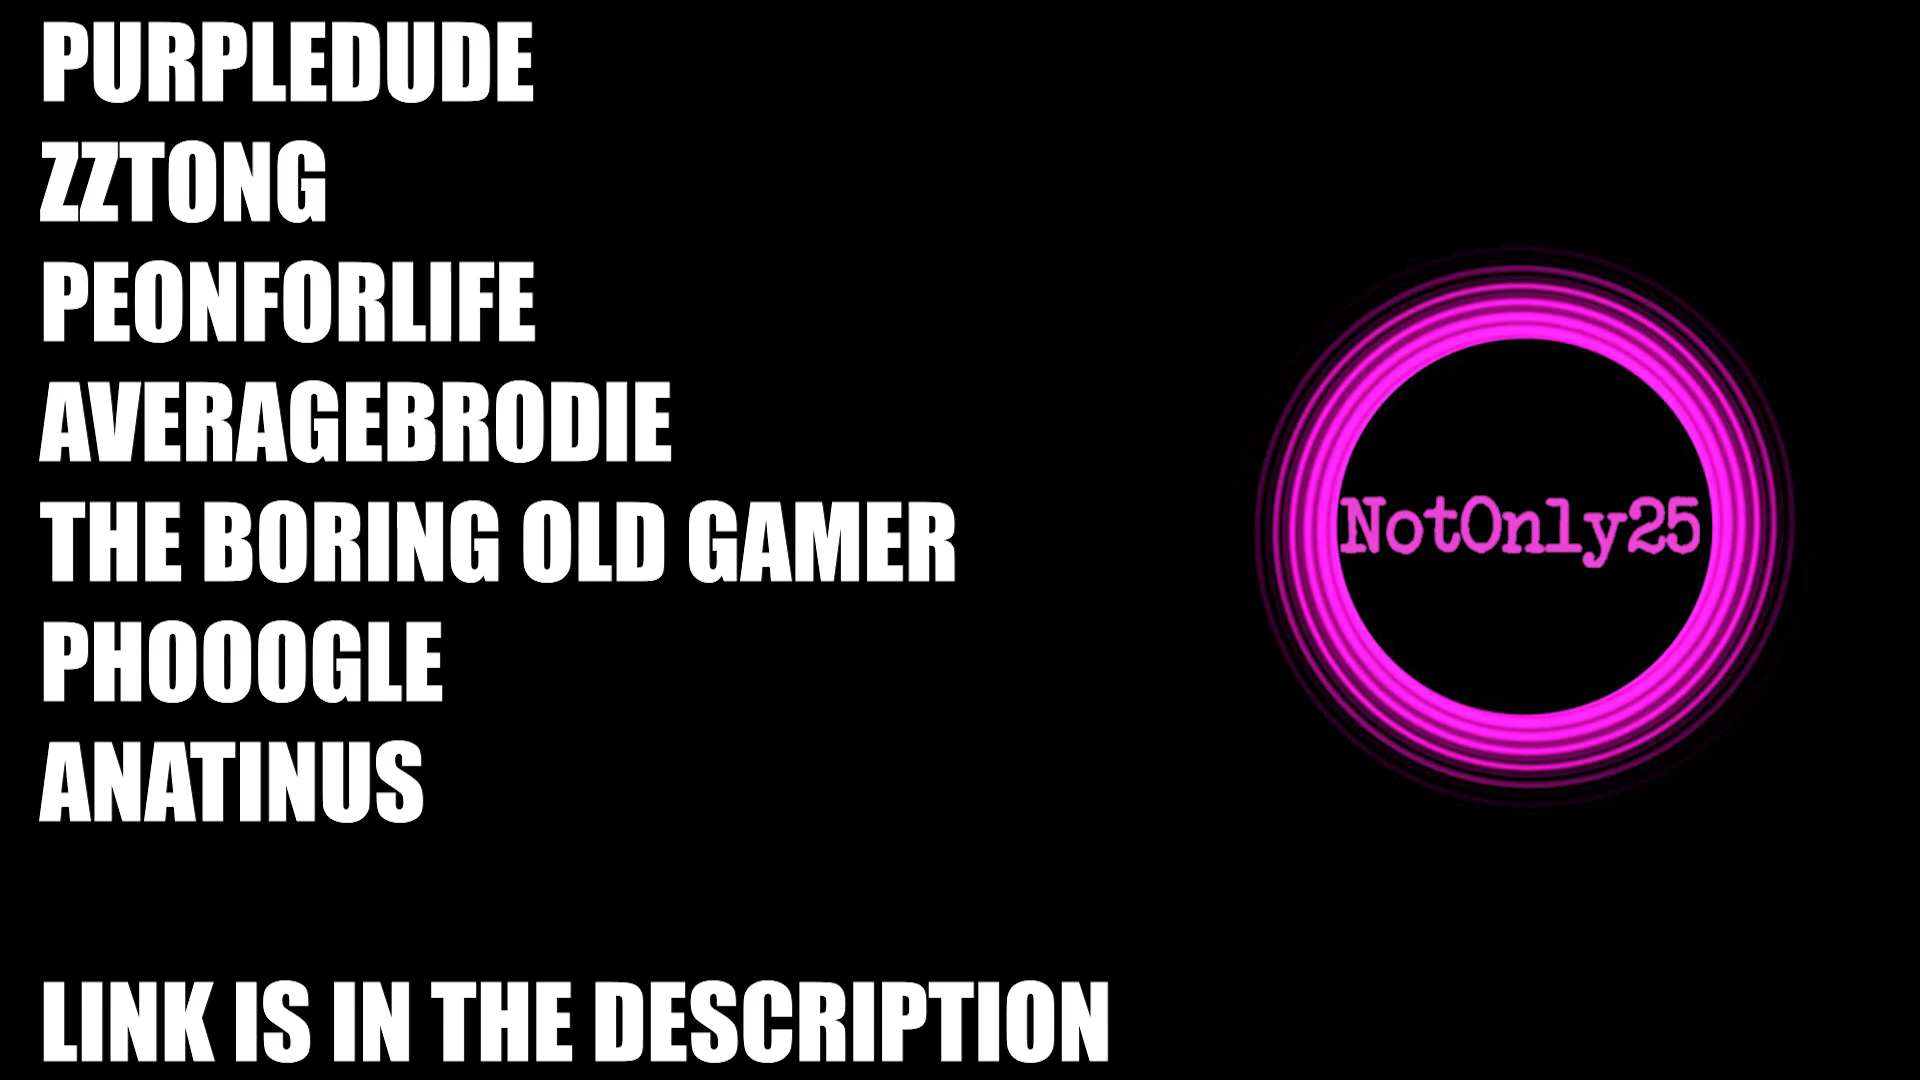 PURPLEDUDE
ZZTONG
PEONFORLIFE
AVERAGEBRODIE
THE BORING OLD GAMER
PHOOOGLE
ANATINUS
LINK IS IN THE DESCRIPTION
NotOnly25